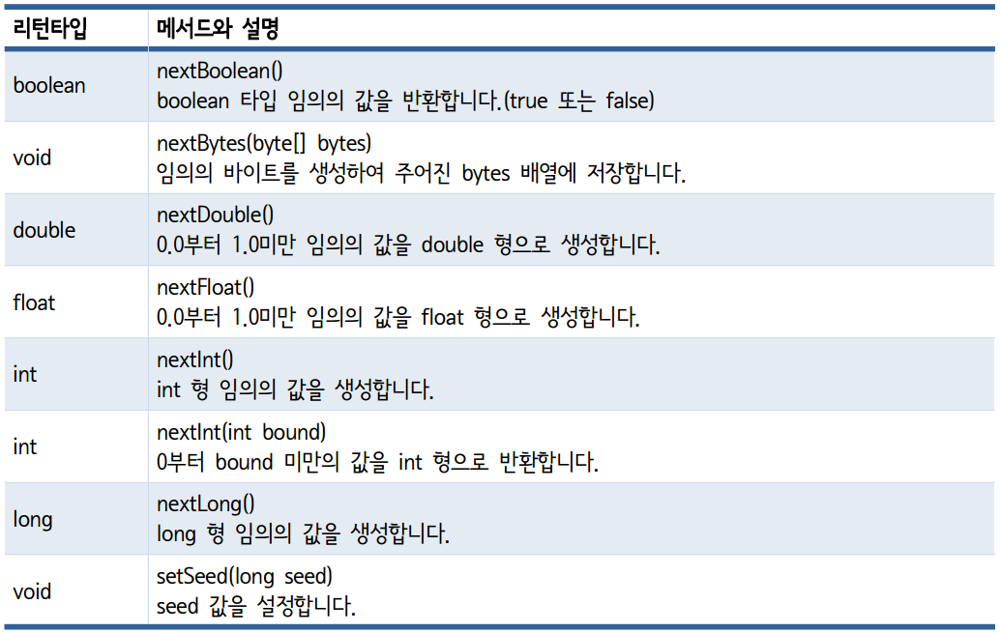 리턴타입 메서드와 설명
boolean
nextBoolean()
boolean 타입 임의의 값을 반환합니다.(true 또는 false)
void
nextBytes(byte[] bytes)
임의의 바이트를 생성하여 주어진 bytes 배열에 저장합니다.
double
nextDouble()
0.0부터 1.0미만 임의의 값을 double 형으로 생성합니다.
float
nextFloat()
0.0부터 1.0미만 임의의 값을 float 형으로 생성합니다.
int
nextInt()
int 형 임의의 값을 생성합니다.
int
nextInt(int bound)
0부터 bound 미만의 값을 int 형으로 반환합니다.
long
nextLong()
long 형 임의의 값을 생성합니다.
void
setSeed(long seed)
seed 값을 설정합니다.